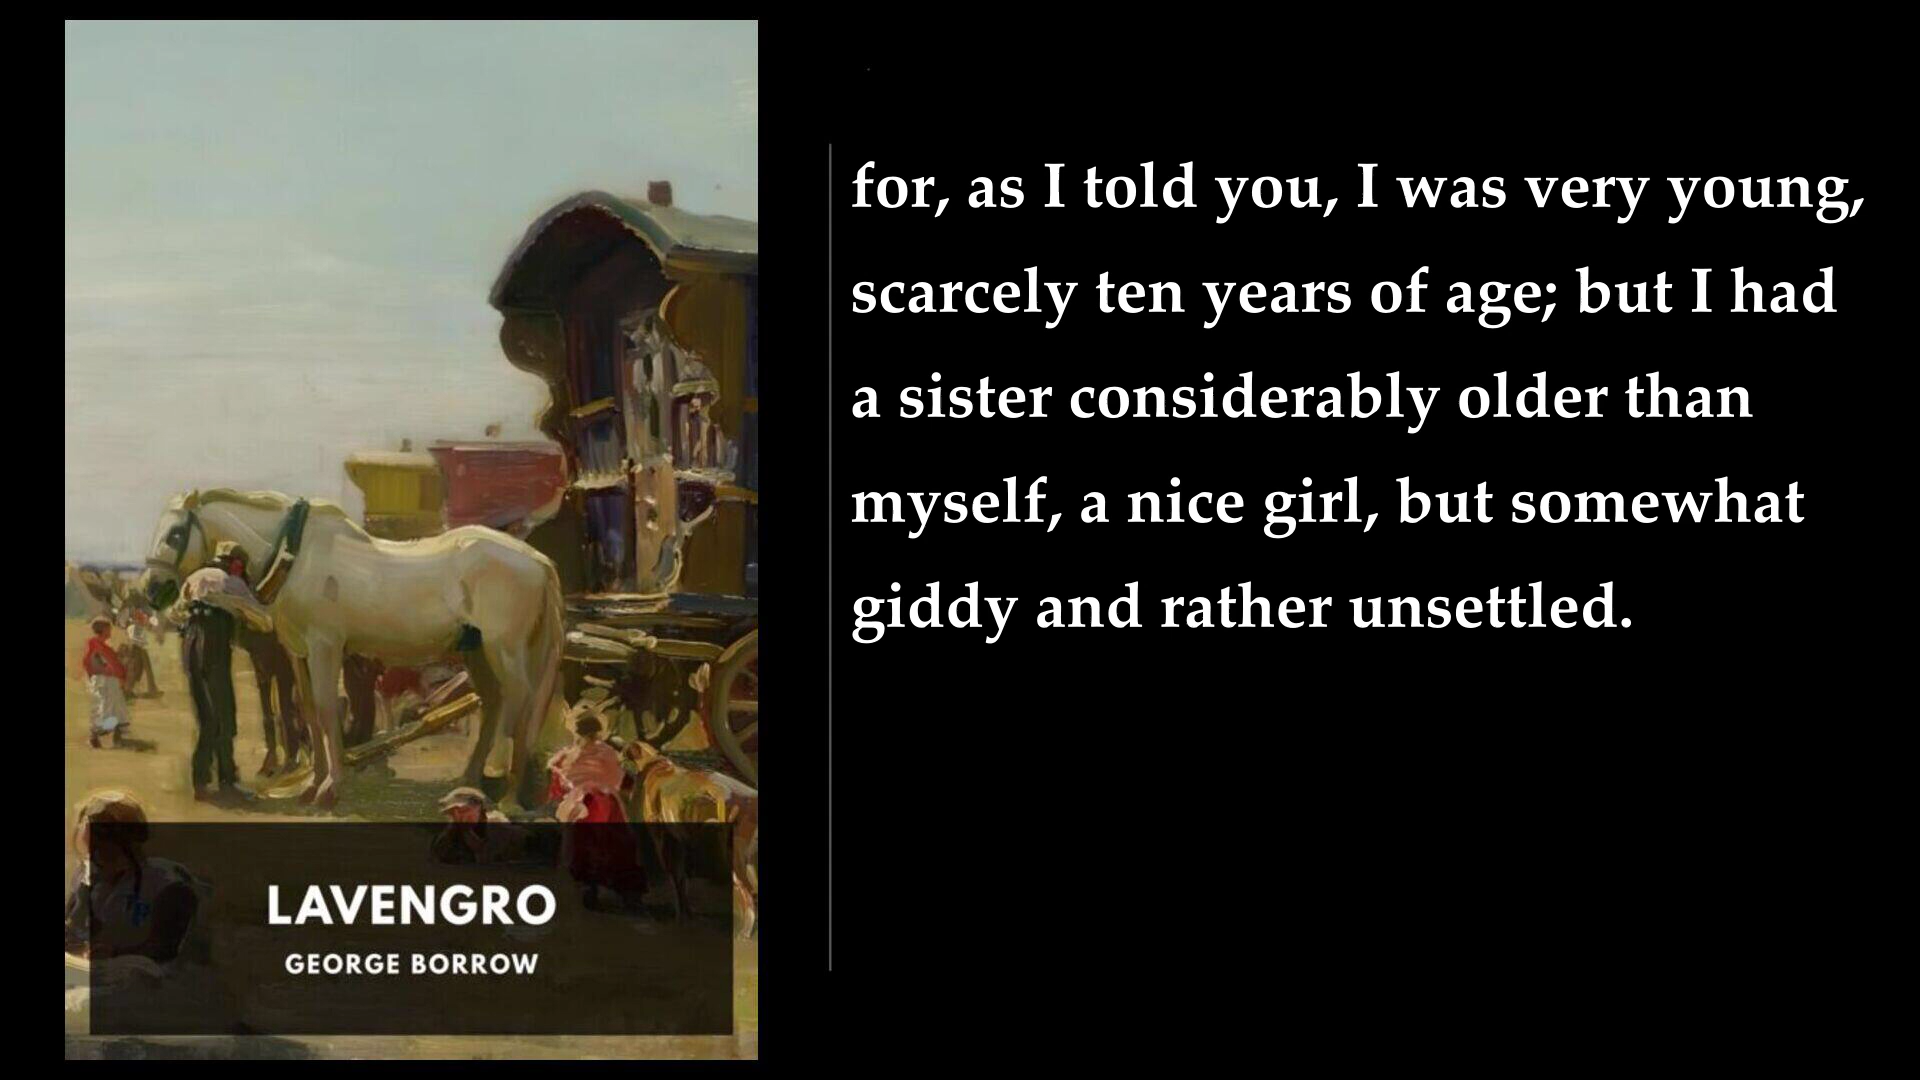 for, as I told you, I was very young,
scarcely ten years of age; but I had
a sister considerably older than
myself, a nice girl, but somewhat
giddy and rather unsettled.
LAVENGRO
GEORGE BORROW